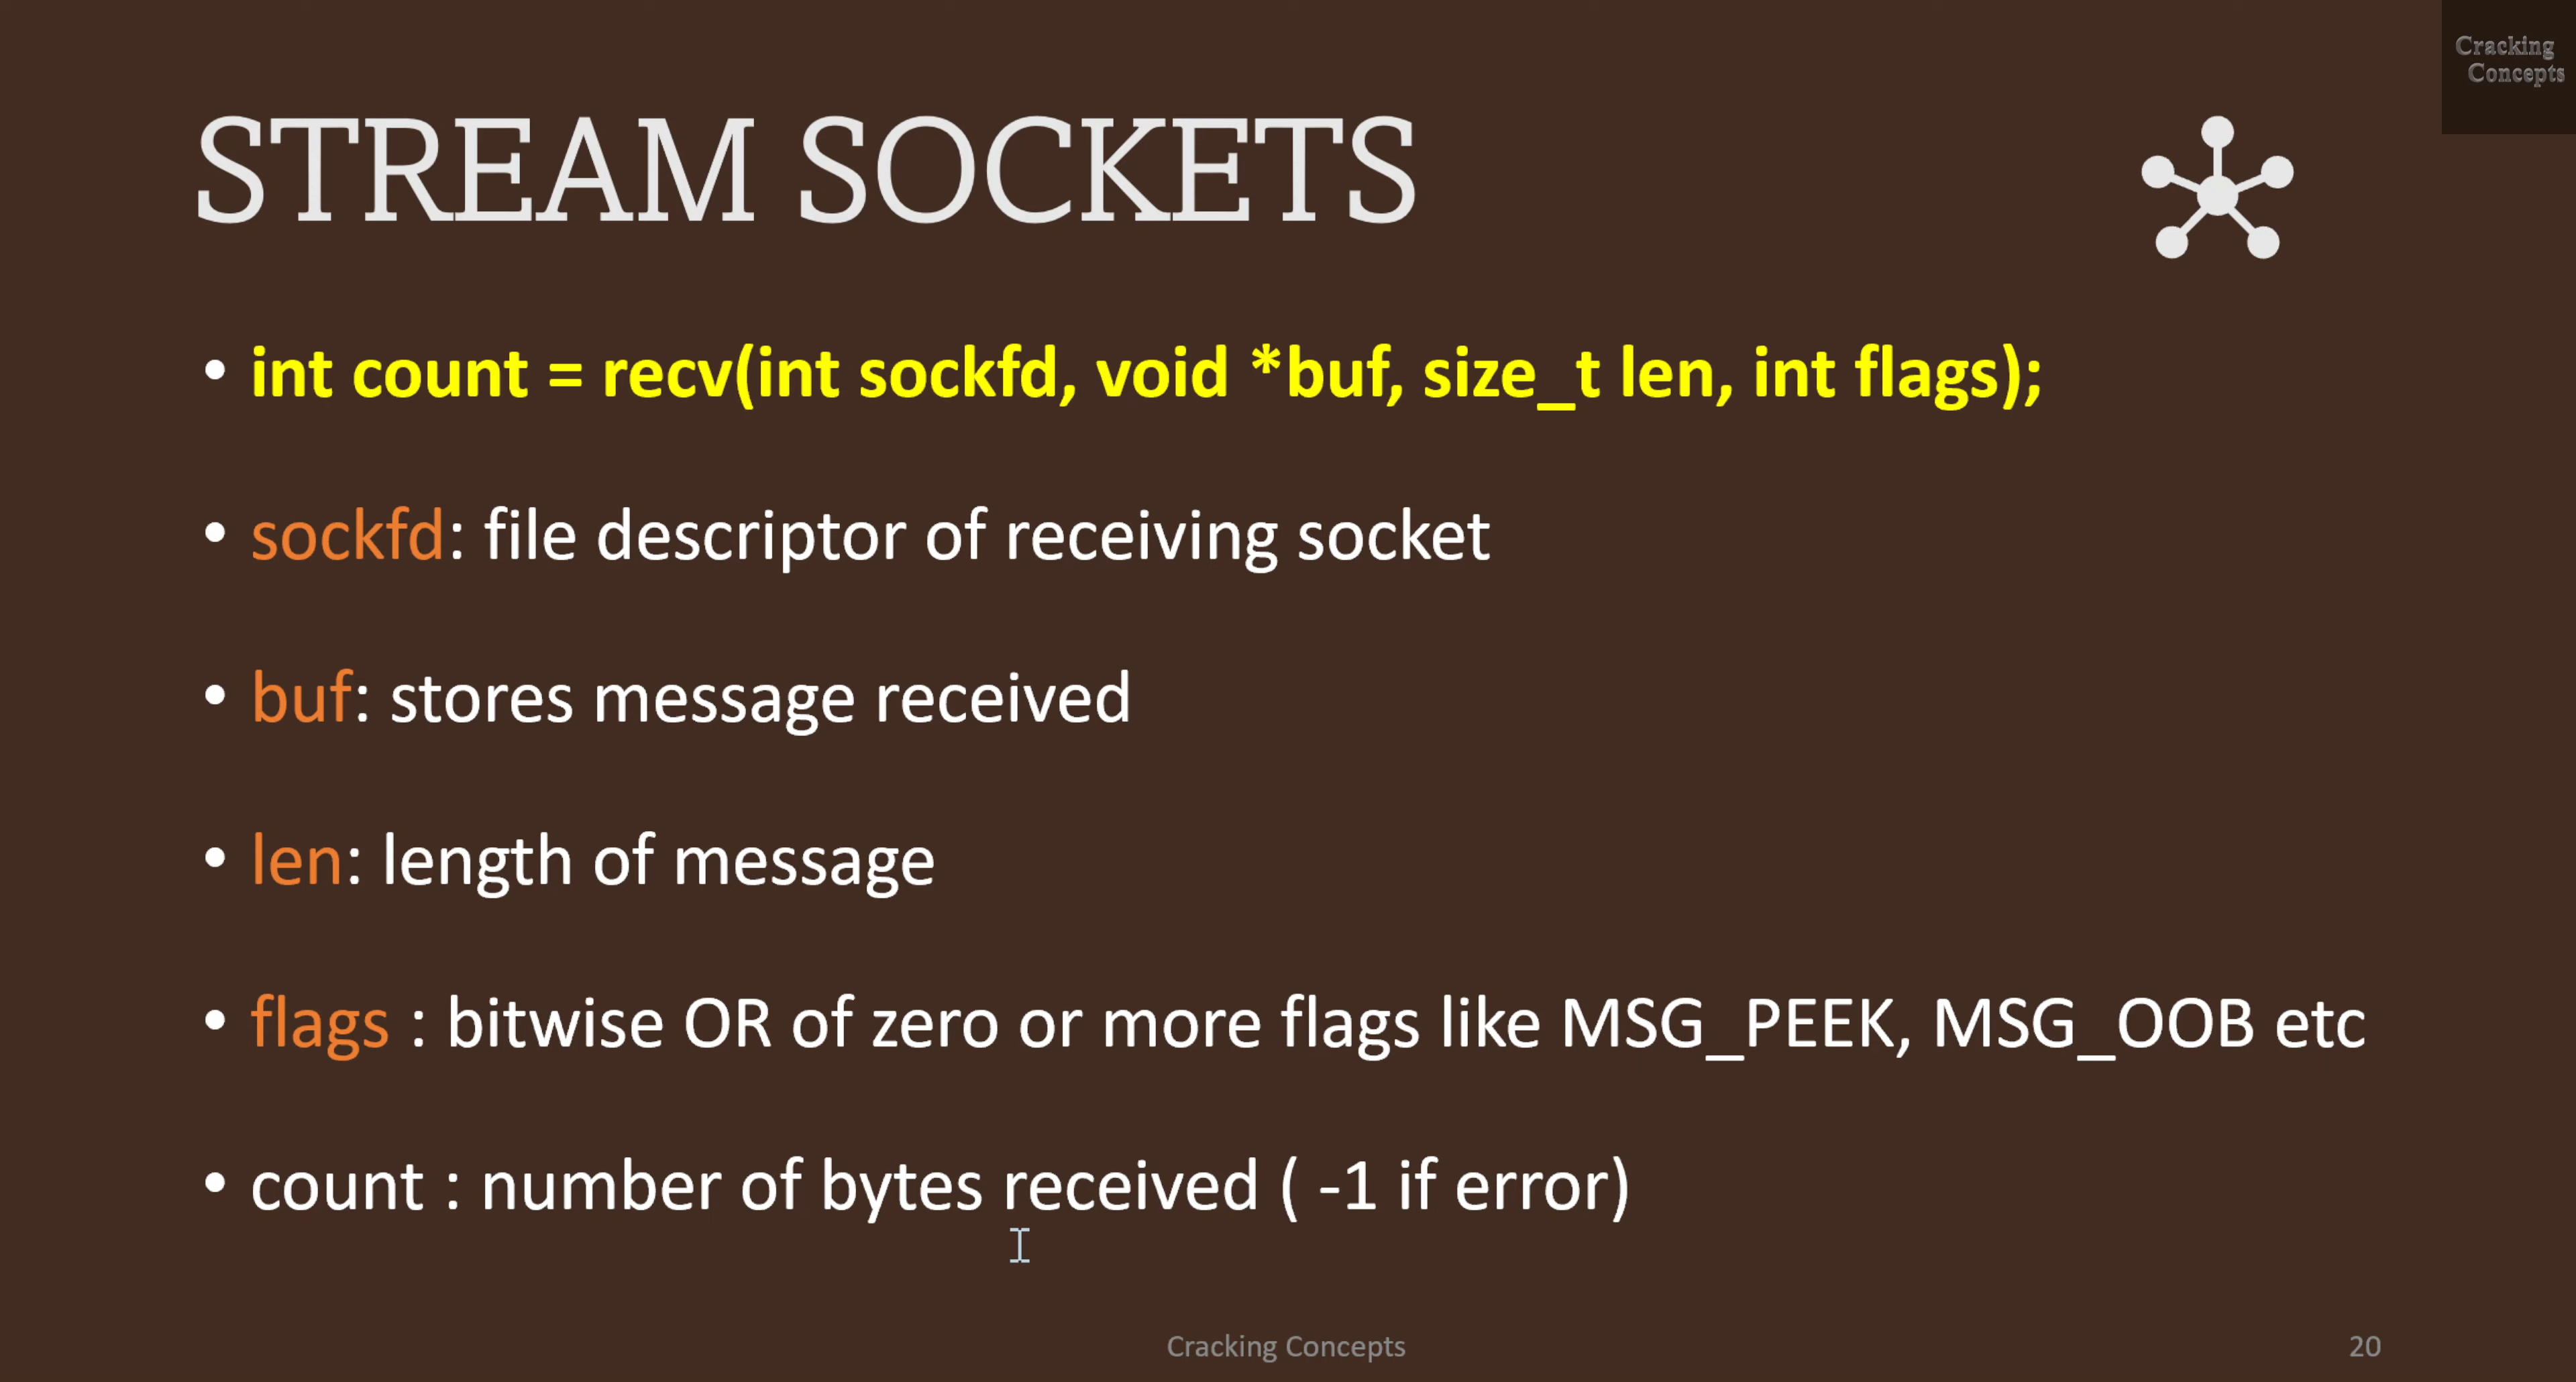 Cracking
Concepts
STREAM SOCKETS
• int count = recv(int sockfd, void *buf, size_t len, int flags);
• sockfd: file descriptor of receiving socket
• buf: stores message received
• len: length of message
• flags : bitwise OR of zero or more flags like MSG_PEEK, MSG_OOB etc
• count : number of bytes received ( -1 if error)
Cracking Concepts
20